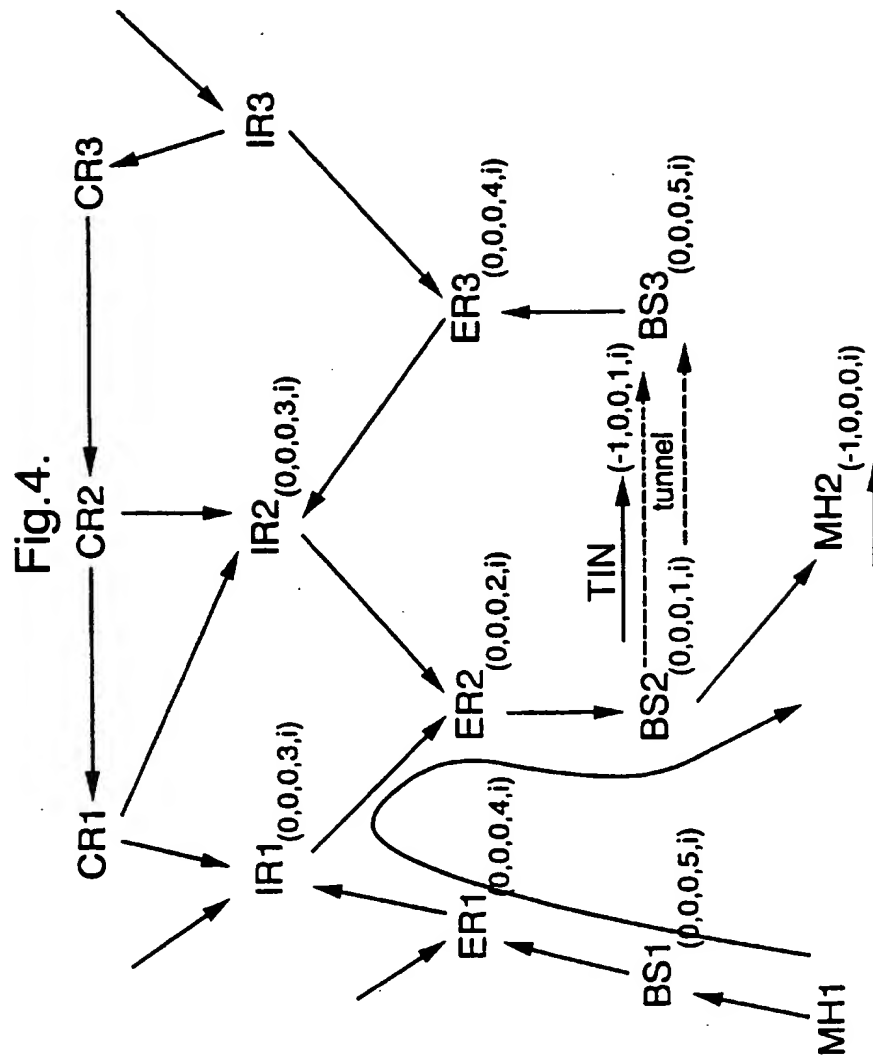 Fig.4.
CR1
CR2
CR3
IR1(0,0,0,3,i)
IR2(0,0,0,3,i)
IR3
ER1(0,0,0,4,i)
ER2(0,0,0,2,i)
ER3(0,0,0,4,i)
TIN
(-1,0,0,1,i)
tunnel
BS1(0,0,0,5,i)
BS2(0,0,0,1,i)
BS3(0,0,0,5,i)
MH1
MH2(-1,0,0,0,i)